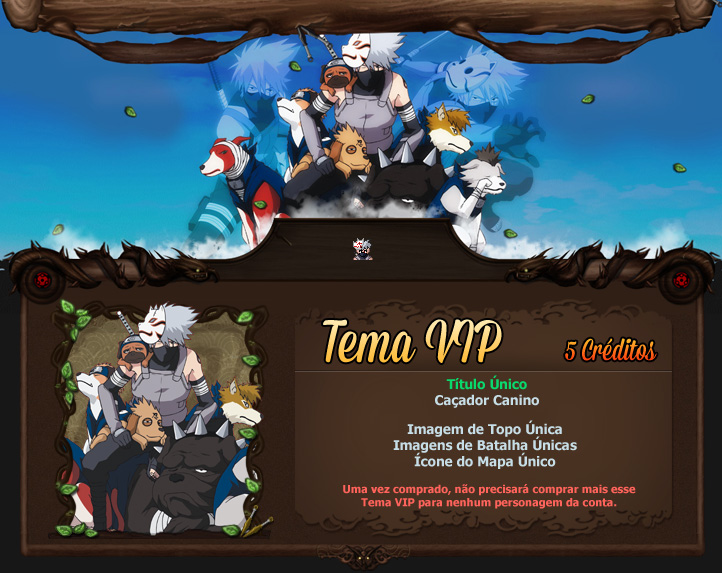 Tema VIP
5 Créditos
Título Único
Caçador Canino
Imagem de Topo Única
Imagens de Batalha Únicas
Ícone do Mapa Único
Uma vez comprado, não precisará comprar mais esse
Tema VIP para nenhum personagem da conta.